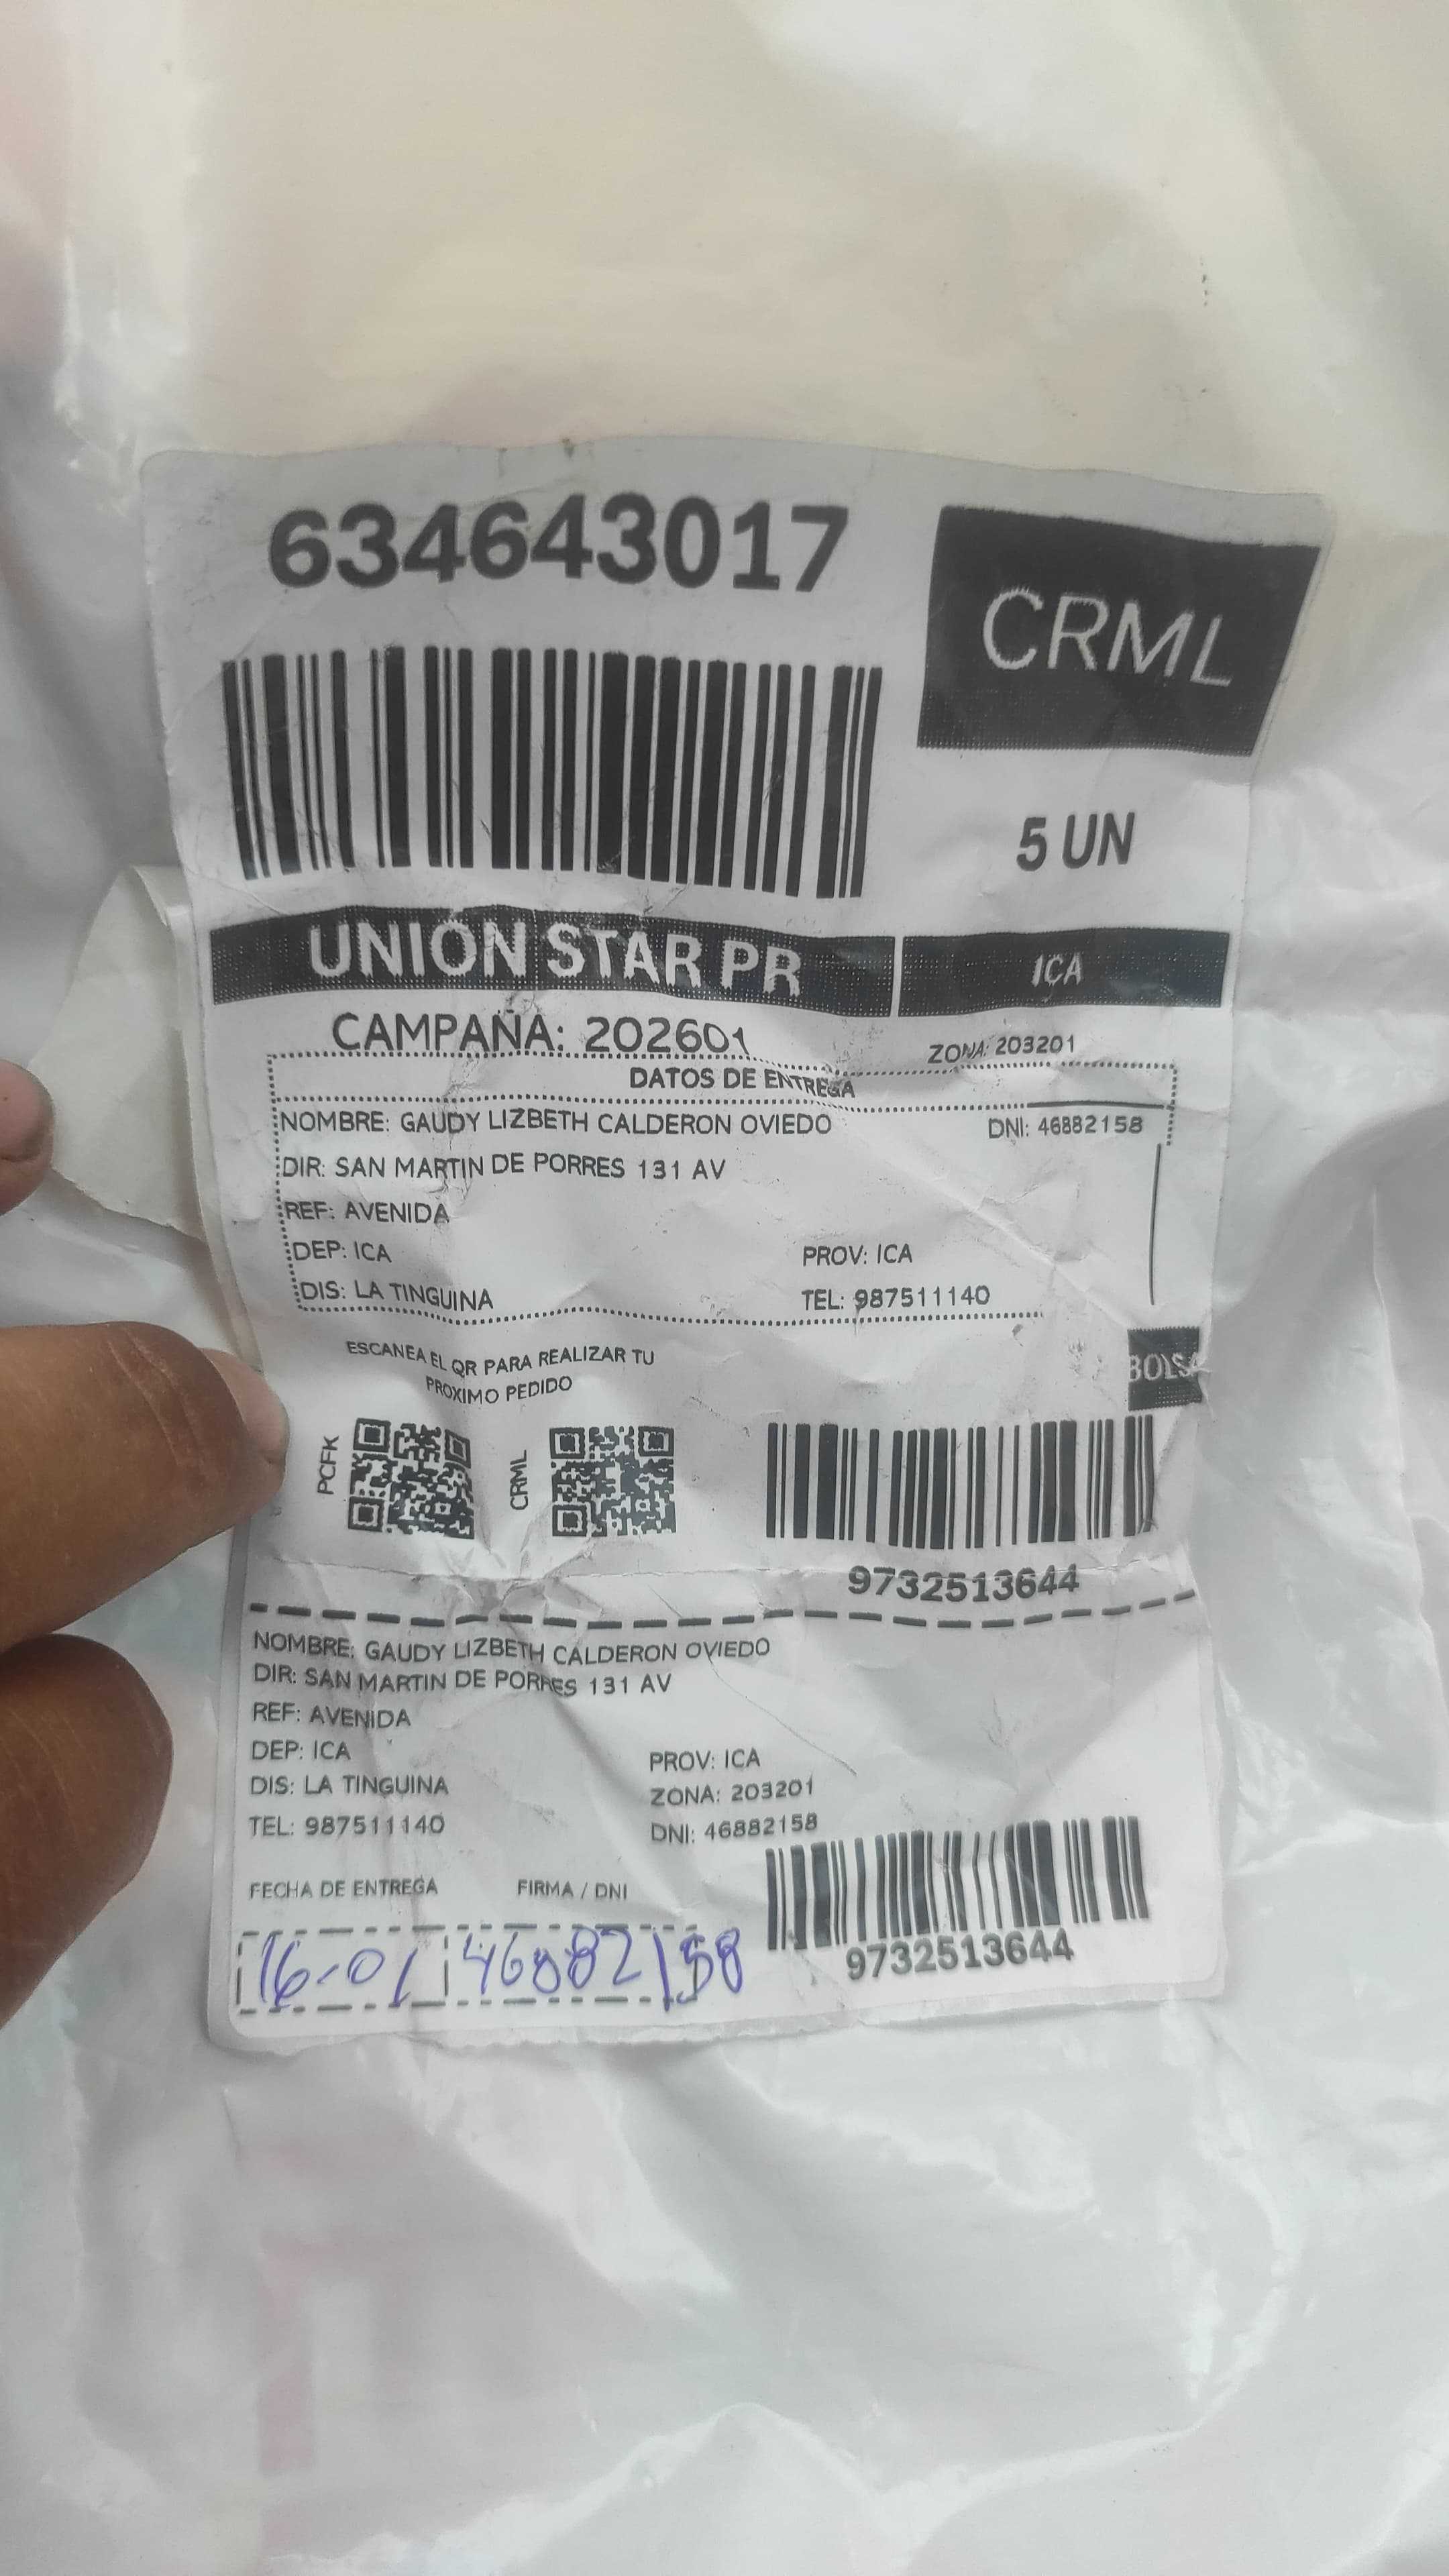 634643017
CRML
5 UN
UNIÓN STAR PR
ICA
CAMPAÑA: 202601
ZONA: 203201
DATOS DE ENTREGA
NOMBRE: GAUDY LIZBETH CALDERON OVIEDO
DNI: 46882158
DIR: SAN MARTIN DE PORRES 131 AV
REF: AVENIDA
DEP: ICA
PROV: ICA
DIS: LA TINGUINA
TEL: 987511140
ESCANEA EL QR PARA REALIZAR TU
PROXIMO PEDIDO
BOLSA
PCFK
CRML
9732513644
NOMBRE: GAUDY LIZBETH CALDERON OVIEDO
DIR: SAN MARTIN DE PORRES 131 AV
REF: AVENIDA
DEP: ICA
PROV: ICA
DIS: LA TINGUINA
ZONA: 203201
TEL: 987511140
DNI: 46882158
FECHA DE ENTREGA
FIRMA / DNI
16-01
46882158
9732513644